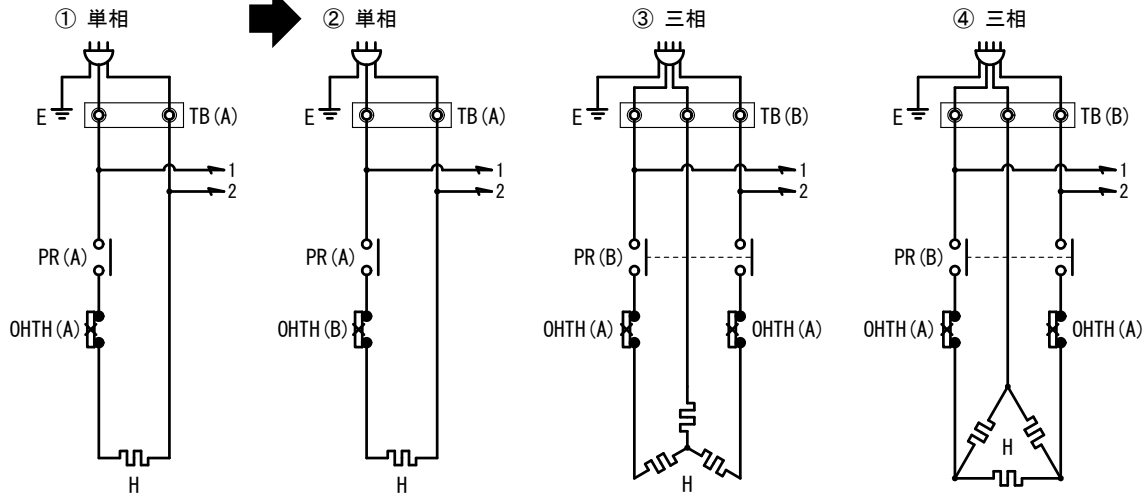 ① 単相
② 単相
③ 三相
④ 三相
E
TB(A)
E
TB(A)
E
TB(B)
E
TB(B)
1
2
1
2
1
2
1
2
PR(A)
PR(A)
PR(B)
PR(B)
OHTH(A)
OHTH(B)
OHTH(A)
OHTH(A)
OHTH(A)
OHTH(A)
H
H
H
H